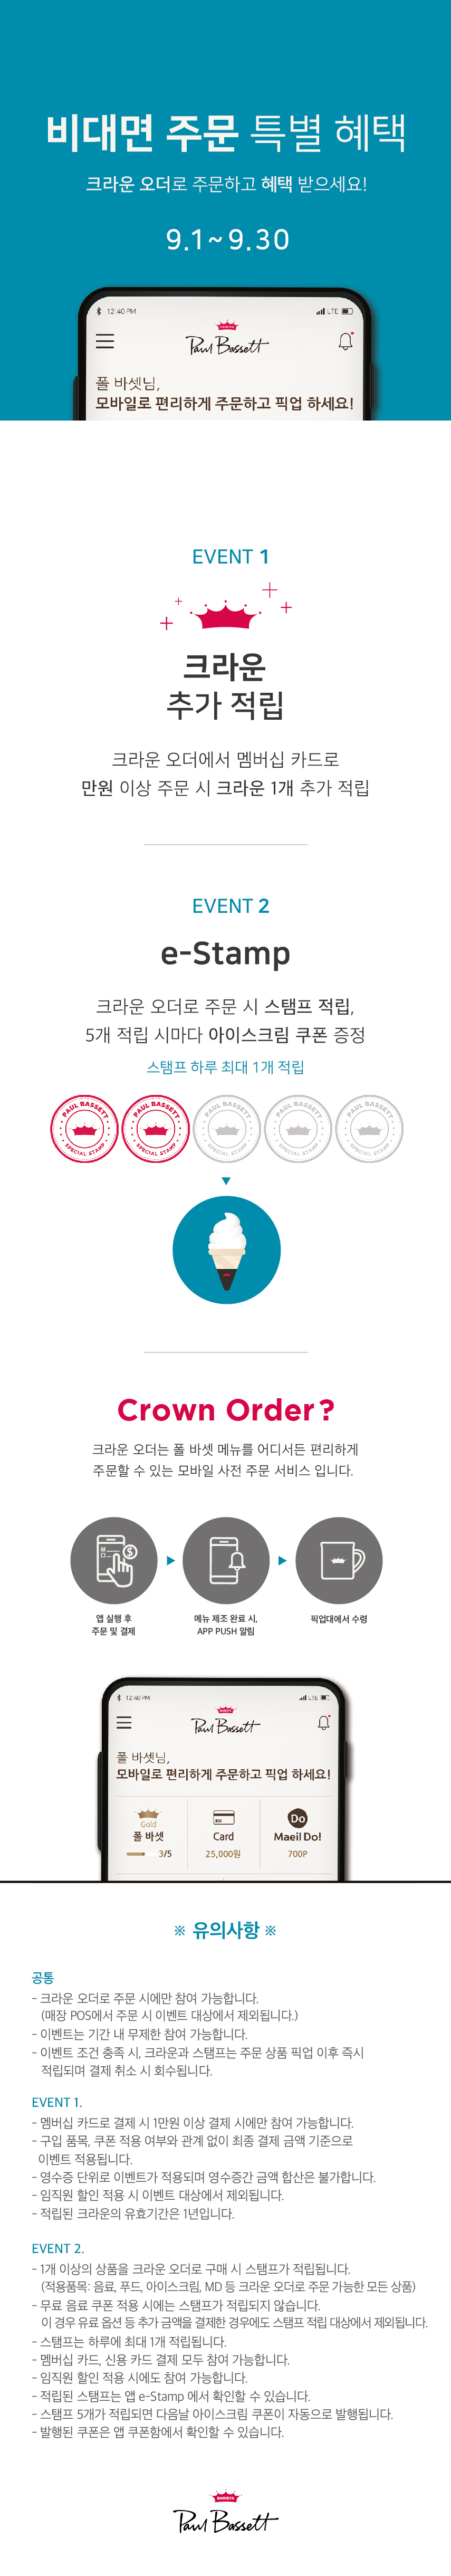 비대면 주문 특별 혜택
크라운 오더로 주문하고 혜택 받으세요!
9.1~9.30
12:40 PM
LTE
Paul Bassett
폴 바셋님,
모바일로 편리하게 주문하고 픽업 하세요!
EVENT 1
크라운
추가 적립
크라운 오더에서 멤버십 카드로
만원 이상 주문 시 크라운 1개 추가 적립
EVENT 2
e-Stamp
크라운 오더로 주문 시 스탬프 적립,
5개 적립 시마다 아이스크림 쿠폰 증정
스탬프 하루 최대 1개 적립
PAUL BASSETT SPECIAL STAMP
PAUL BASSETT SPECIAL STAMP
PAUL BASSETT SPECIAL STAMP
PAUL BASSETT SPECIAL STAMP
PAUL BASSETT SPECIAL STAMP
Crown Order?
크라운 오더는 폴 바셋 메뉴를 어디서든 편리하게
주문할 수 있는 모바일 사전 주문 서비스 입니다.
앱 실행 후
주문 및 결제
메뉴 제조 완료 시,
APP PUSH 알림
픽업대에서 수령
12:40 PM
LTE
Paul Bassett
폴 바셋님,
모바일로 편리하게 주문하고 픽업 하세요!
Gold
폴 바셋
3/5
Card
25,000원
Do
Maeil Do!
700P
※ 유의사항 ※
공통
- 크라운 오더로 주문 시에만 참여 가능합니다.
(매장 POS에서 주문 시 이벤트 대상에서 제외됩니다.)
- 이벤트는 기간 내 무제한 참여 가능합니다.
- 이벤트 조건 충족 시, 크라운과 스탬프는 주문 상품 픽업 이후 즉시
적립되며 결제 취소 시 회수됩니다.
EVENT 1.
- 멤버십 카드로 결제 시 1만원 이상 결제 시에만 참여 가능합니다.
- 구입 품목, 쿠폰 적용 여부와 관계 없이 최종 결제 금액 기준으로
이벤트 적용됩니다.
- 영수증 단위로 이벤트가 적용되며 영수증간 금액 합산은 불가합니다.
- 임직원 할인 적용 시 이벤트 대상에서 제외됩니다.
- 적립된 크라운의 유효기간은 1년입니다.
EVENT 2.
- 1개 이상의 상품을 크라운 오더로 구매 시 스탬프가 적립됩니다.
(적용품목: 음료, 푸드, 아이스크림, MD 등 크라운 오더로 주문 가능한 모든 상품)
- 무료 음료 쿠폰 적용 시에는 스탬프가 적립되지 않습니다.
이 경우 유료 옵션 등 추가 금액을 결제한 경우에도 스탬프 적립 대상에서 제외됩니다.
- 스탬프는 하루에 최대 1개 적립됩니다.
- 멤버십 카드, 신용 카드 결제 모두 참여 가능합니다.
- 임직원 할인 적용 시에도 참여 가능합니다.
- 적립된 스탬프는 앱 e-Stamp 에서 확인할 수 있습니다.
- 스탬프 5개가 적립되면 다음날 아이스크림 쿠폰이 자동으로 발행됩니다.
- 발행된 쿠폰은 앱 쿠폰함에서 확인할 수 있습니다.
BARISTA
Paul Bassett